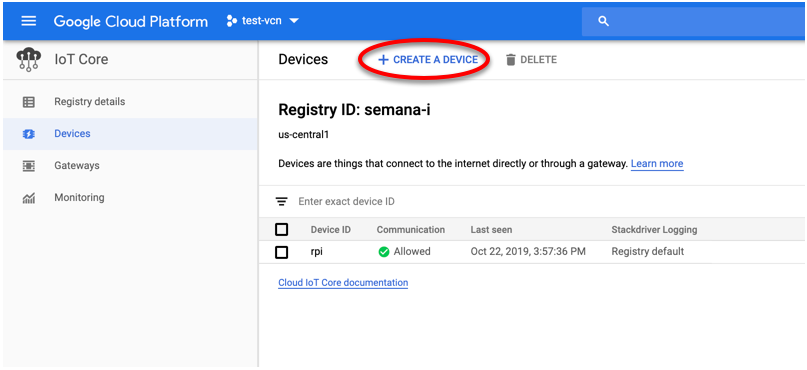 Google Cloud Platform test-vcn
IoT Core
Registry details
Devices
Gateways
Monitoring
Devices + CREATE A DEVICE DELETE
Registry ID: semana-i
us-central1
Devices are things that connect to the internet directly or through a gateway. Learn more
Enter exact device ID
Device ID Communication Last seen Stackdriver Logging
rpi Allowed Oct 22, 2019, 3:57:36 PM Registry default
Cloud IoT Core documentation